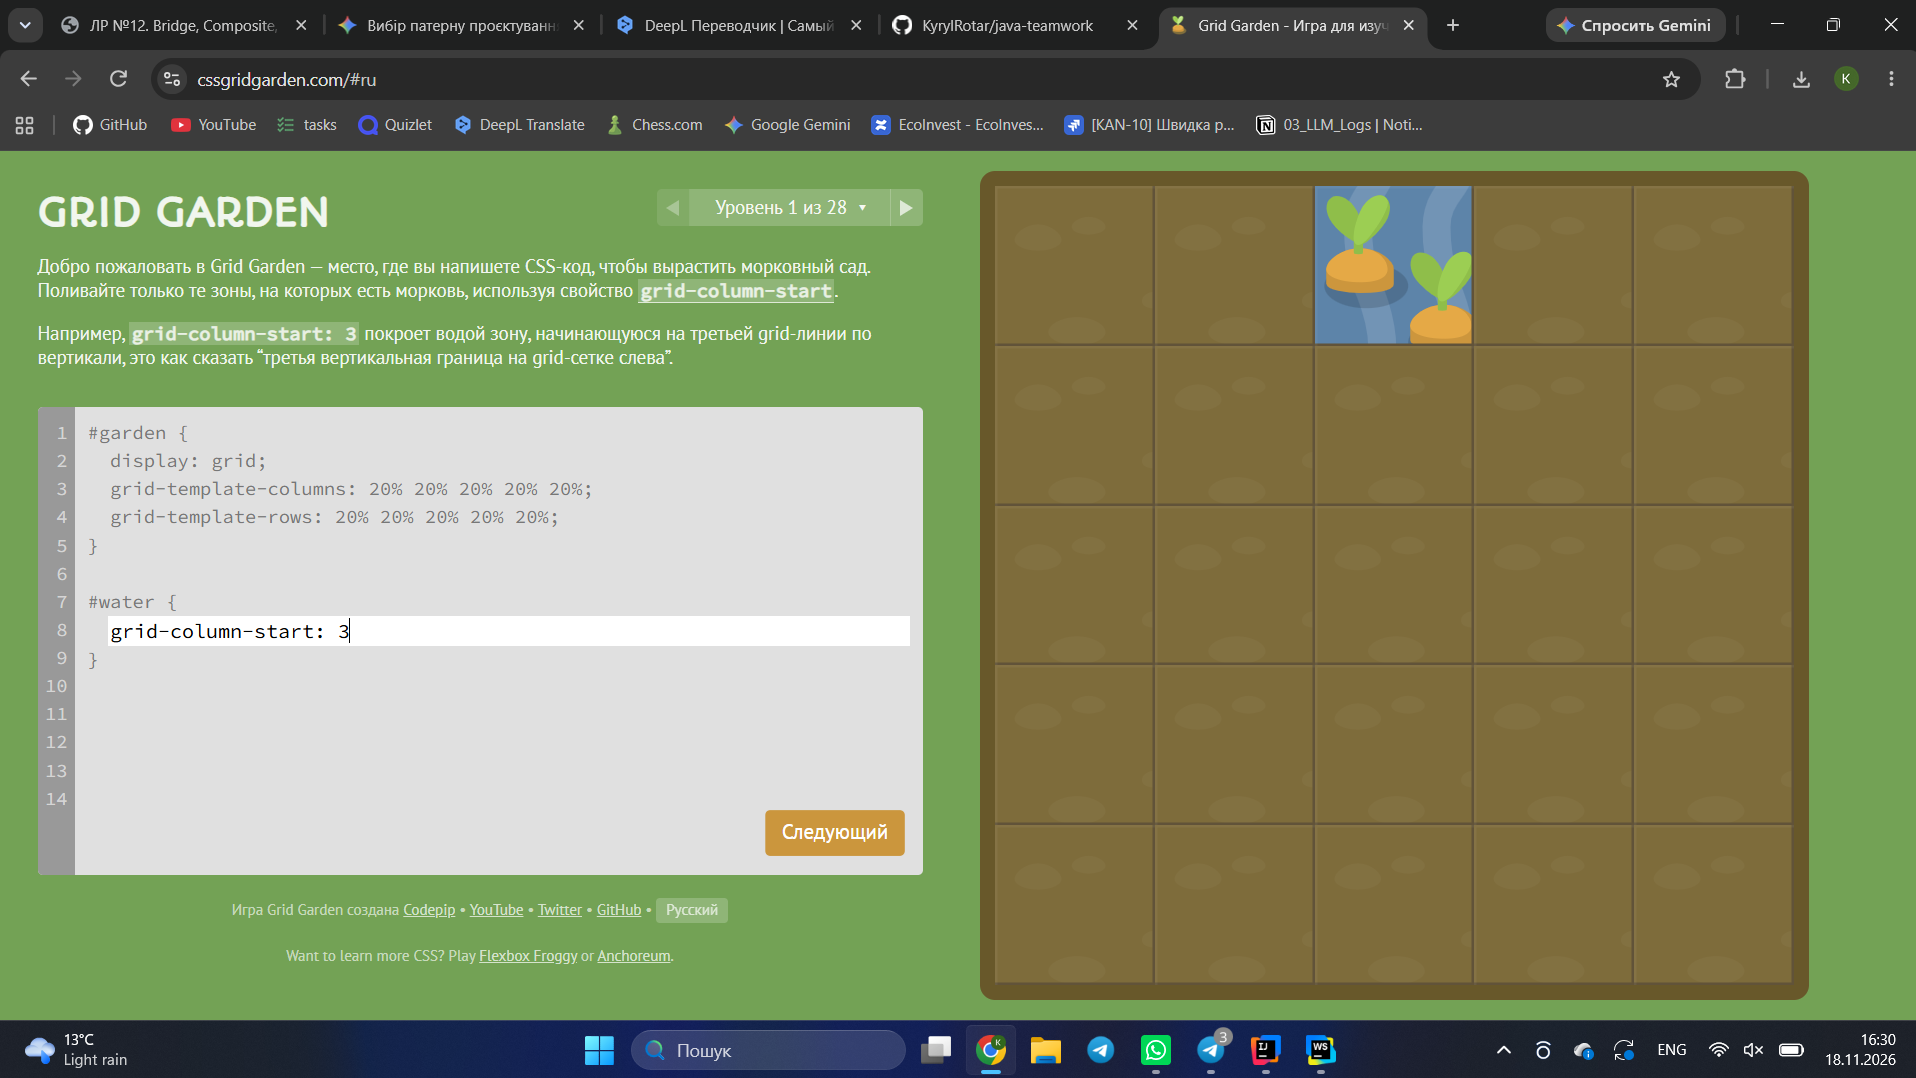 ЛР №12. Bridge, Composite,
Вибір патерну проєктуванн
DeepL Переводчик | Самый
KyrylRotar/java-teamwork
Grid Garden - Игра для изуч
Спросить Gemini
cssgridgarden.com/#ru
K
GitHub
YouTube
tasks
Quizlet
DeepL Translate
Chess.com
Google Gemini
EcoInvest - EcoInves...
[KAN-10] Швидка р...
03_LLM_Logs | Noti...
GRID GARDEN
Уровень 1 из 28
Добро пожаловать в Grid Garden — место, где вы напишете CSS-код, чтобы вырастить морковный сад.
Поливайте только те зоны, на которых есть морковь, используя свойство grid-column-start.
Например, grid-column-start: 3 покроет водой зону, начинающуюся на третьей grid-линии по
вертикали, это как сказать “третья вертикальная граница на grid-сетке слева”.
1 #garden {
2 display: grid;
3 grid-template-columns: 20% 20% 20% 20% 20%;
4 grid-template-rows: 20% 20% 20% 20% 20%;
5 }
6
7 #water {
8 grid-column-start: 3
9 }
10
11
12
13
14
Следующий
Игра Grid Garden создана Codepip • YouTube • Twitter • GitHub • Русский
Want to learn more CSS? Play Flexbox Froggy or Anchoreum.
13°C
Light rain
Пошук
K
3
IJ
WS
ENG
16:30
18.11.2026